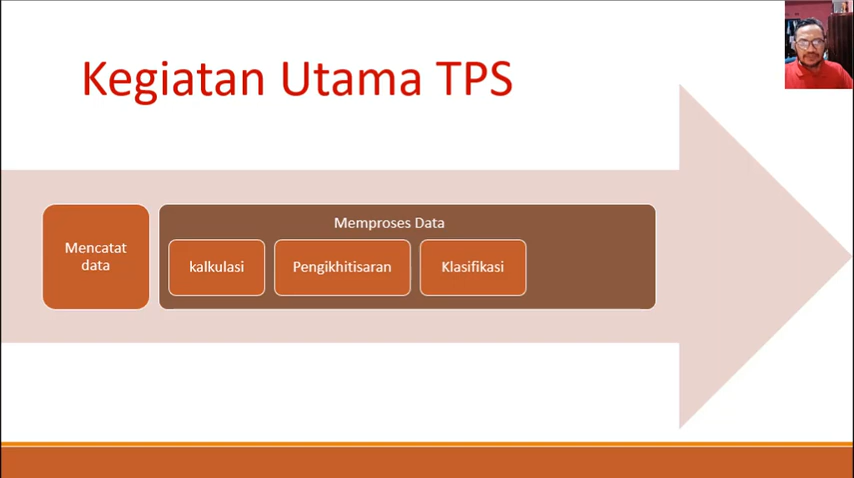 Kegiatan Utama TPS
Mencatat
data
Memproses Data
kalkulasi
Pengikhitisaran
Klasifikasi